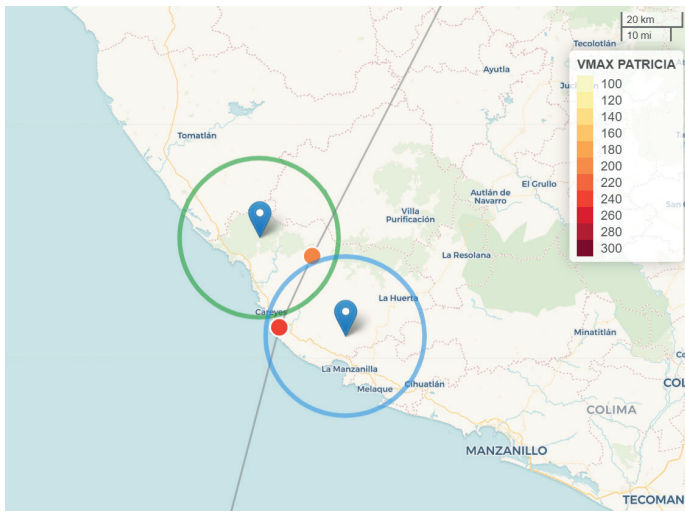 20 km
10 mi
Tecolotlán
VMAX PATRICIA
100
120
140
160
180
200
220
240
260
280
300
Ayutla
Tomatlán
El Grullo
Autlán de
Navarro
Villa
Purificación
La Resolana
La Huerta
Careyes
Minatitlán
La Manzanilla
Melaque
Cihuatlán
COLIMA
MANZANILLO
TECOMAN